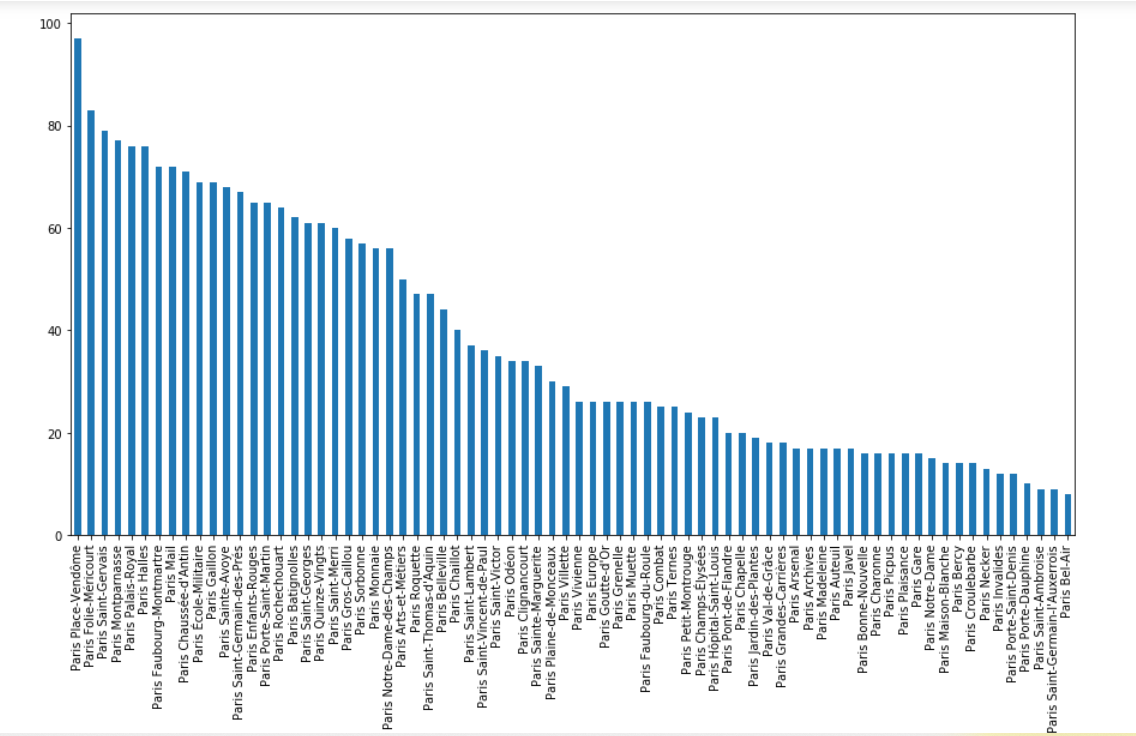 100
80
60
40
20
0
Paris Place-Vendôme
Paris Folie-Méricourt
Paris Saint-Gervais
Paris Montparnasse
Paris Palais-Royal
Paris Halles
Paris Faubourg-Montmartre
Paris Mail
Paris Chaussée-d'Antin
Paris École-Militaire
Paris Gaillon
Paris Sainte-Avoye
Paris Saint-Germain-des-Prés
Paris Enfants-Rouges
Paris Porte-Saint-Martin
Paris Rochechouart
Paris Batignolles
Paris Saint-Georges
Paris Quinze-Vingts
Paris Saint-Merri
Paris Gros-Caillou
Paris Sorbonne
Paris Monnaie
Paris Notre-Dame-des-Champs
Paris Arts-et-Métiers
Paris Roquette
Paris Saint-Thomas-d'Aquin
Paris Belleville
Paris Chaillot
Paris Saint-Lambert
Paris Saint-Vincent-de-Paul
Paris Saint-Victor
Paris Odéon
Paris Clignancourt
Paris Sainte-Marguerite
Paris Plaine-de-Monceaux
Paris Villette
Paris Vivienne
Paris Europe
Paris Goutte-d'Or
Paris Grenelle
Paris Muette
Paris Faubourg-du-Roule
Paris Combat
Paris Ternes
Paris Petit-Montrouge
Paris Champs-Élysées
Paris Hôpital-Saint-Louis
Paris Pont-de-Flandre
Paris Chapelle
Paris Jardin-des-Plantes
Paris Val-de-Grâce
Paris Grandes-Carrières
Paris Arsenal
Paris Archives
Paris Madeleine
Paris Auteuil
Paris Javel
Paris Bonne-Nouvelle
Paris Charonne
Paris Picpus
Paris Plaisance
Paris Gare
Paris Notre-Dame
Paris Maison-Blanche
Paris Bercy
Paris Croulebarbe
Paris Necker
Paris Invalides
Paris Porte-Saint-Denis
Paris Porte-Dauphine
Paris Saint-Ambroise
Paris Saint-Germain-l'Auxerrois
Paris Bel-Air